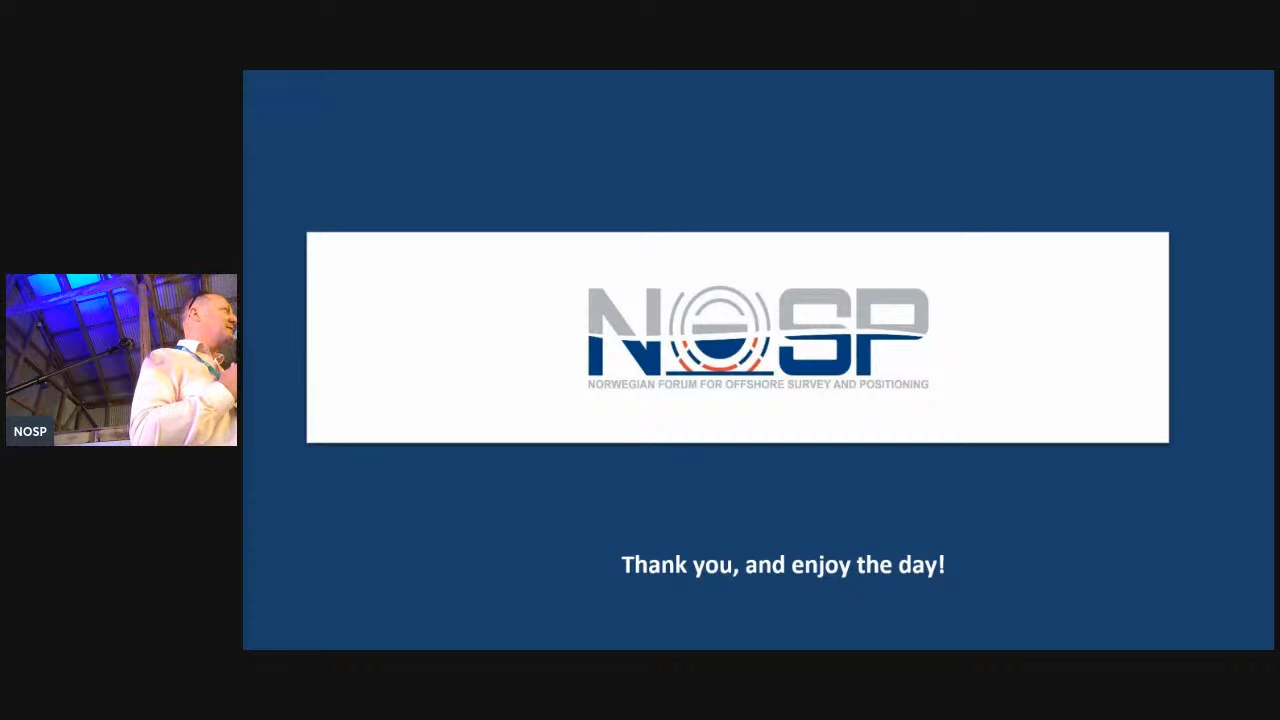 NOSP
NORWEGIAN FORUM FOR OFFSHORE SURVEY AND POSITIONING
NOSP
Thank you, and enjoy the day!